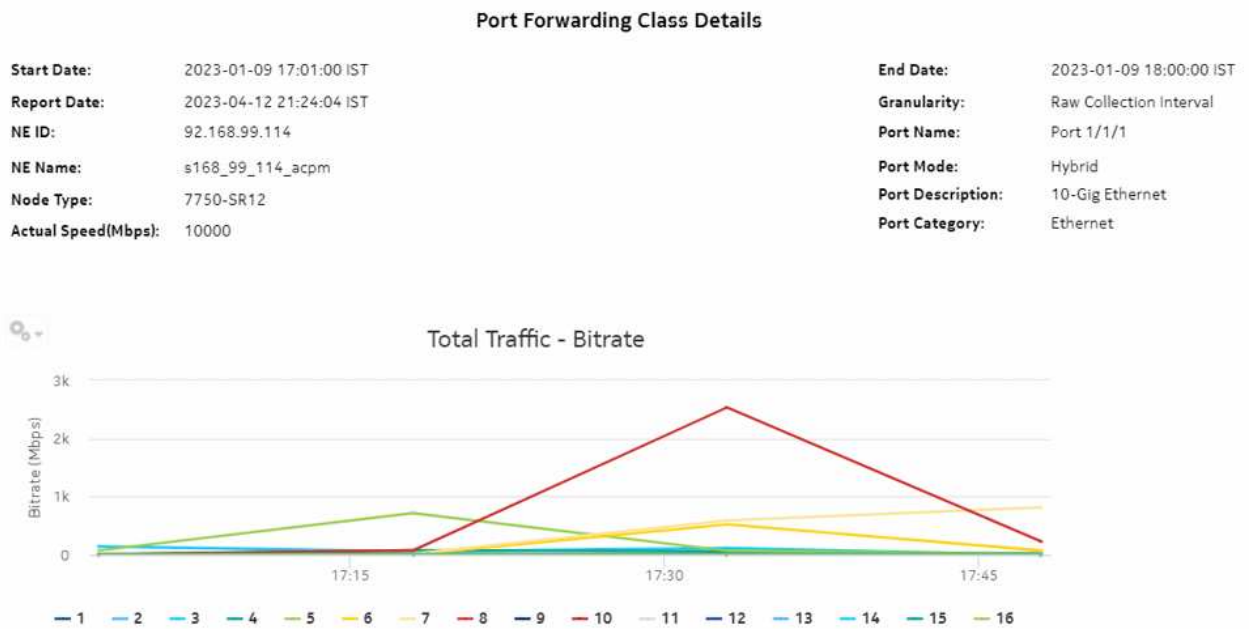 Port Forwarding Class Details
Start Date: 2023-01-09 17:01:00 IST End Date: 2023-01-09 18:00:00 IST
Report Date: 2023-04-12 21:24:04 IST Granularity: Raw Collection Interval
NE ID: 92.168.99.114 Port Name: Port 1/1/1
NE Name: s168_99_114_acpm Port Mode: Hybrid
Node Type: 7750-SR12 Port Description: 10-Gig Ethernet
Actual Speed(Mbps): 10000 Port Category: Ethernet
Total Traffic - Bitrate
Bitrate (Mbps)
3k
2k
1k
0
17:15 17:30 17:45
1 2 3 4 5 6 7 8 9 10 11 12 13 14 15 16